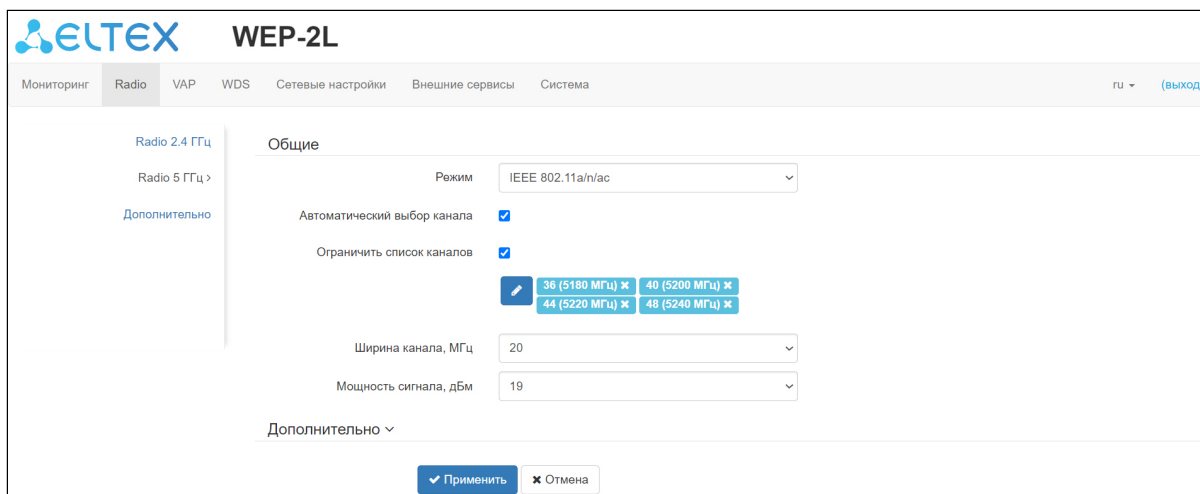 ELTEX WEP-2L
Мониторинг Radio VAP WDS Сетевые настройки Внешние сервисы Система ru (выход
Radio 2.4 ГГц
Radio 5 ГГц >
Дополнительно
Общие
Режим IEEE 802.11a/n/ac
Автоматический выбор канала
Ограничить список каналов
36 (5180 МГц) ✖ 40 (5200 МГц) ✖
44 (5220 МГц) ✖ 48 (5240 МГц) ✖
Ширина канала, МГц 20
Мощность сигнала, дБм 19
Дополнительно
✔ Применить ✖ Отмена